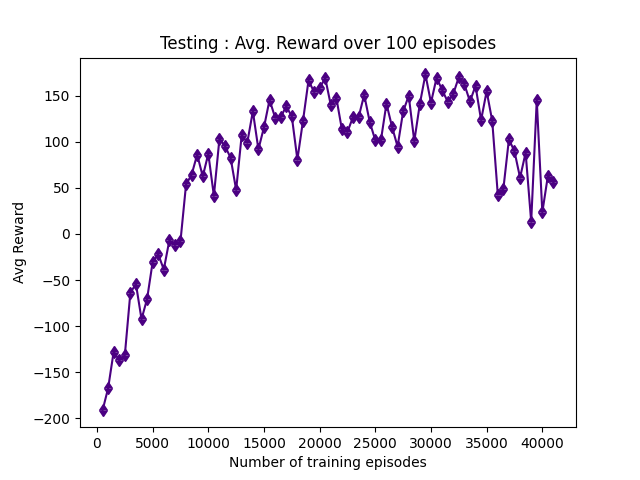 Testing : Avg. Reward over 100 episodes
Avg Reward
150
100
50
0
−50
−100
−150
−200
0 5000 10000 15000 20000 25000 30000 35000 40000
Number of training episodes